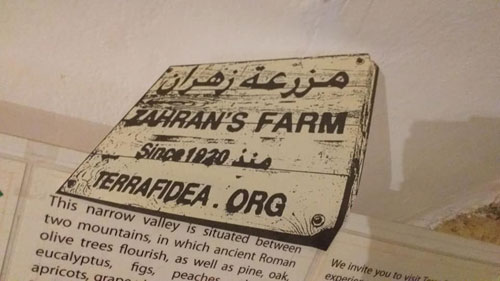 مزرعة زهران
ZAHRAN'S FARM
Since 1920 منذ
TERRAFIDEA.ORG
This narrow valley is situated between
two mountains, in which ancient Roman
olive trees flourish, as well as pine, oak,
eucalyptus, figs, peaches
apricots,
We invite you to visit